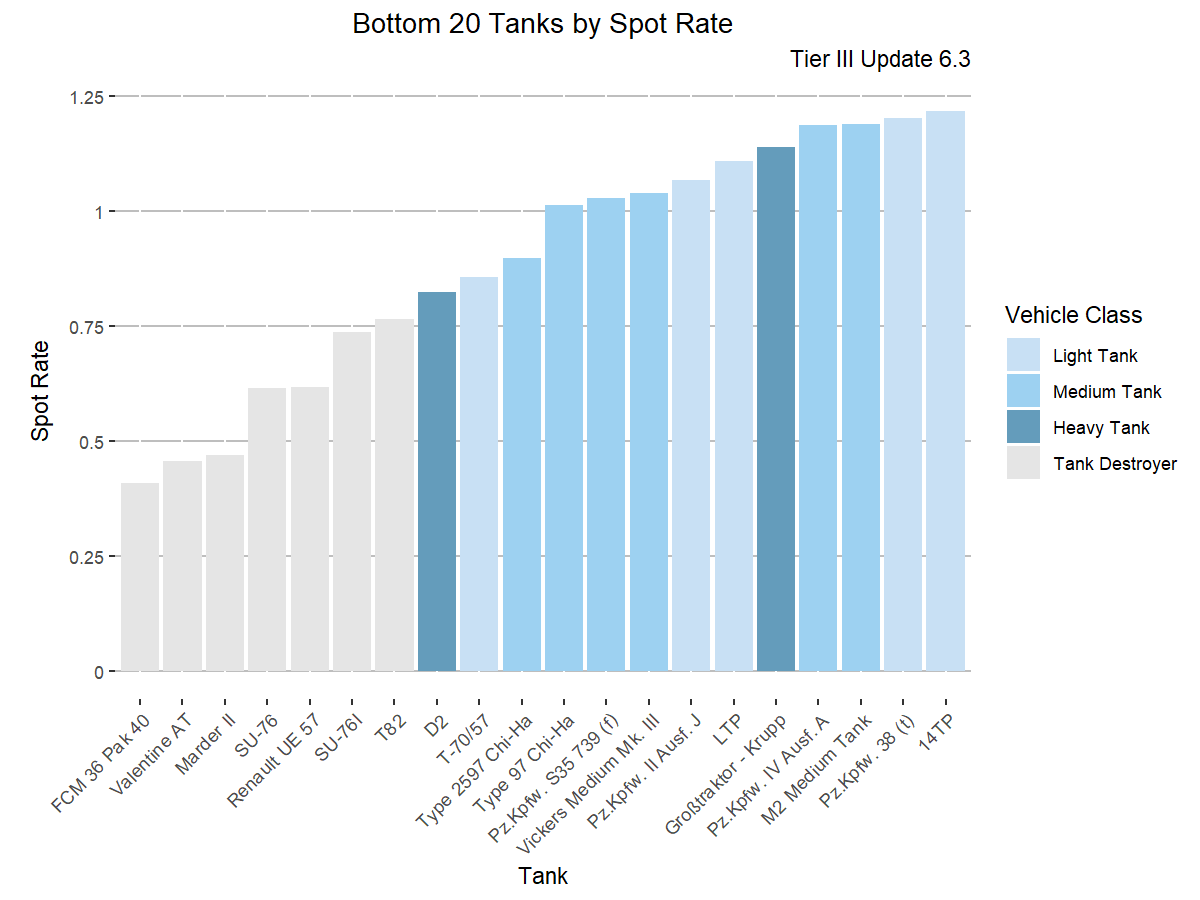 Bottom 20 Tanks by Spot Rate
Tier III Update 6.3
1.25
1
0.75
0.5
0.25
0
Spot Rate
FCM 36 Pak 40
Valentine AT
Marder II
SU-76
Renault UE 57
SU-76I
T82
D2
T-70/57
Type 2597 Chi-Ha
Type 97 Chi-Ha
Pz.Kpfw. S35 739 (f)
Vickers Medium Mk. III
Pz.Kpfw. II Ausf. J
LTP
Großtraktor - Krupp
Pz.Kpfw. IV Ausf. A
M2 Medium Tank
Pz.Kpfw. 38 (t)
14TP
Tank
Vehicle Class
Light Tank
Medium Tank
Heavy Tank
Tank Destroyer